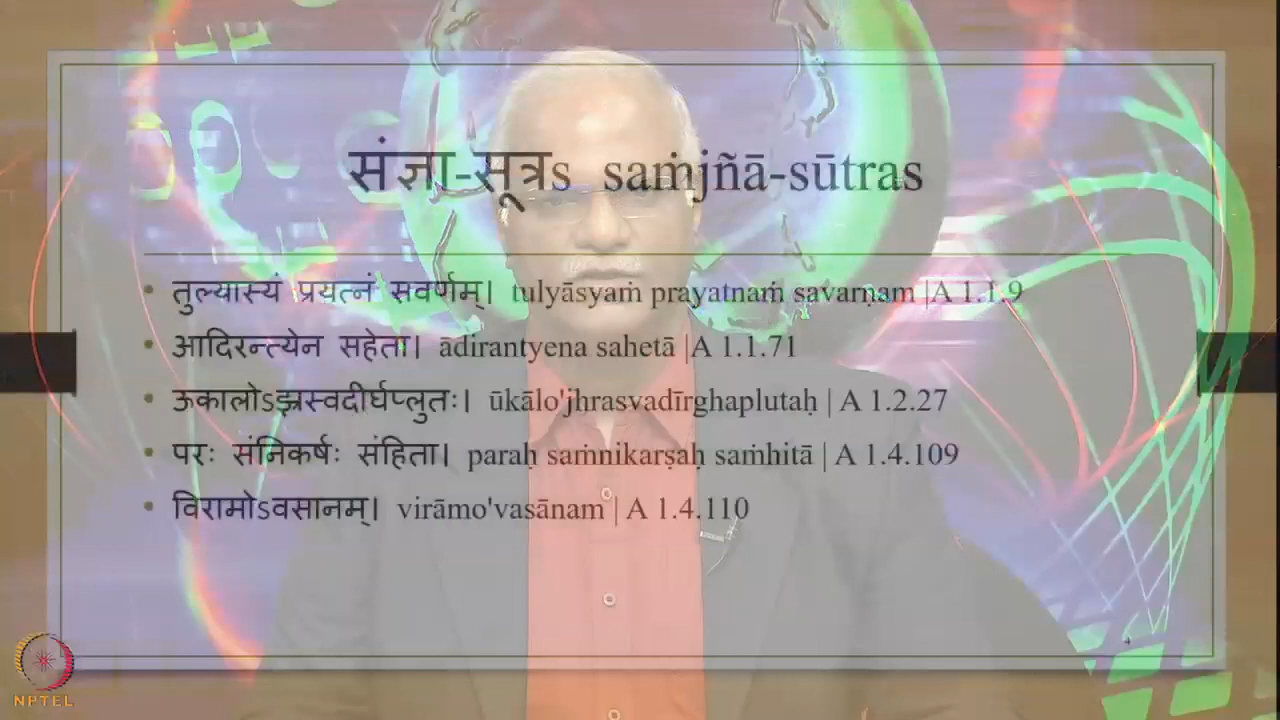 संज्ञा-सूत्रs saṁjñā-sūtras
• तुल्यास्यं प्रयत्नं सवर्णम्। tulyāsyaṁ prayatnaṁ savarṇam |A 1.1.9
• आदिरन्त्येन सहेता। ādirantyena sahetā |A 1.1.71
• ऊकालोsज्झ्रस्वदीर्घप्लुतः। ūkālo'jhrasvadīrghaplutaḥ | A 1.2.27
• परः संनिकर्षः संहिता। paraḥ saṁnikarṣaḥ saṁhitā | A 1.4.109
• विरामोऽवसानम्। virāmo'vasānam | A 1.4.110
4
NPTEL